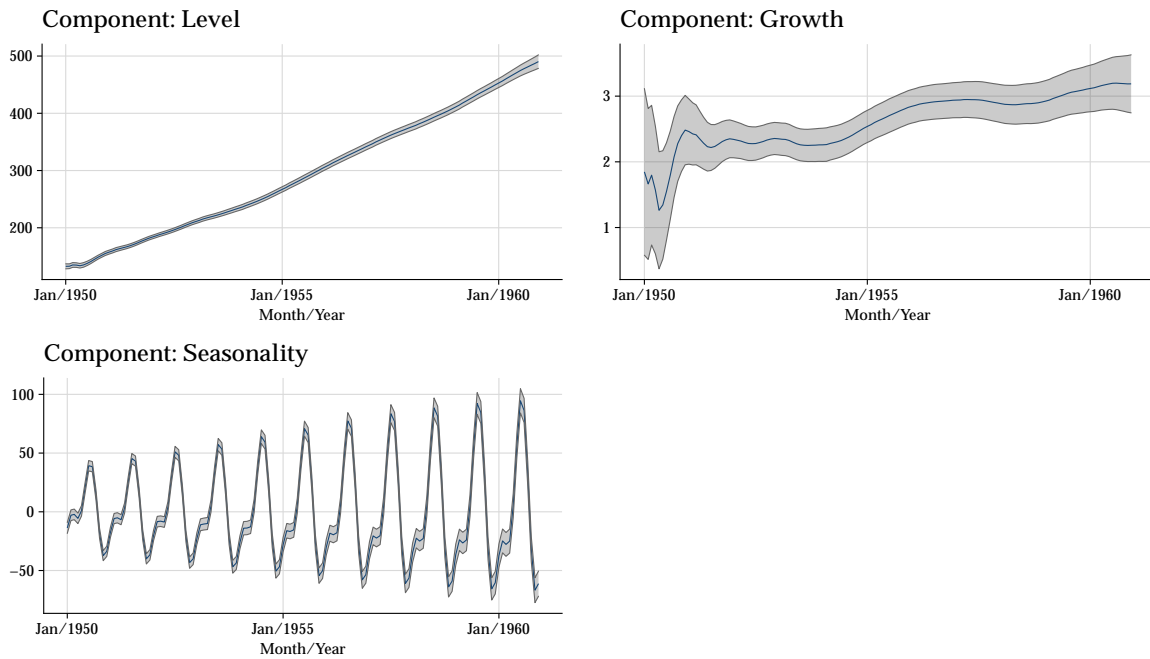 Component: Level
500
400
300
200
Jan/1950
Jan/1955
Jan/1960
Month/Year
Component: Growth
3
2
1
Jan/1950
Jan/1955
Jan/1960
Month/Year
Component: Seasonality
100
50
0
−50
Jan/1950
Jan/1955
Jan/1960
Month/Year